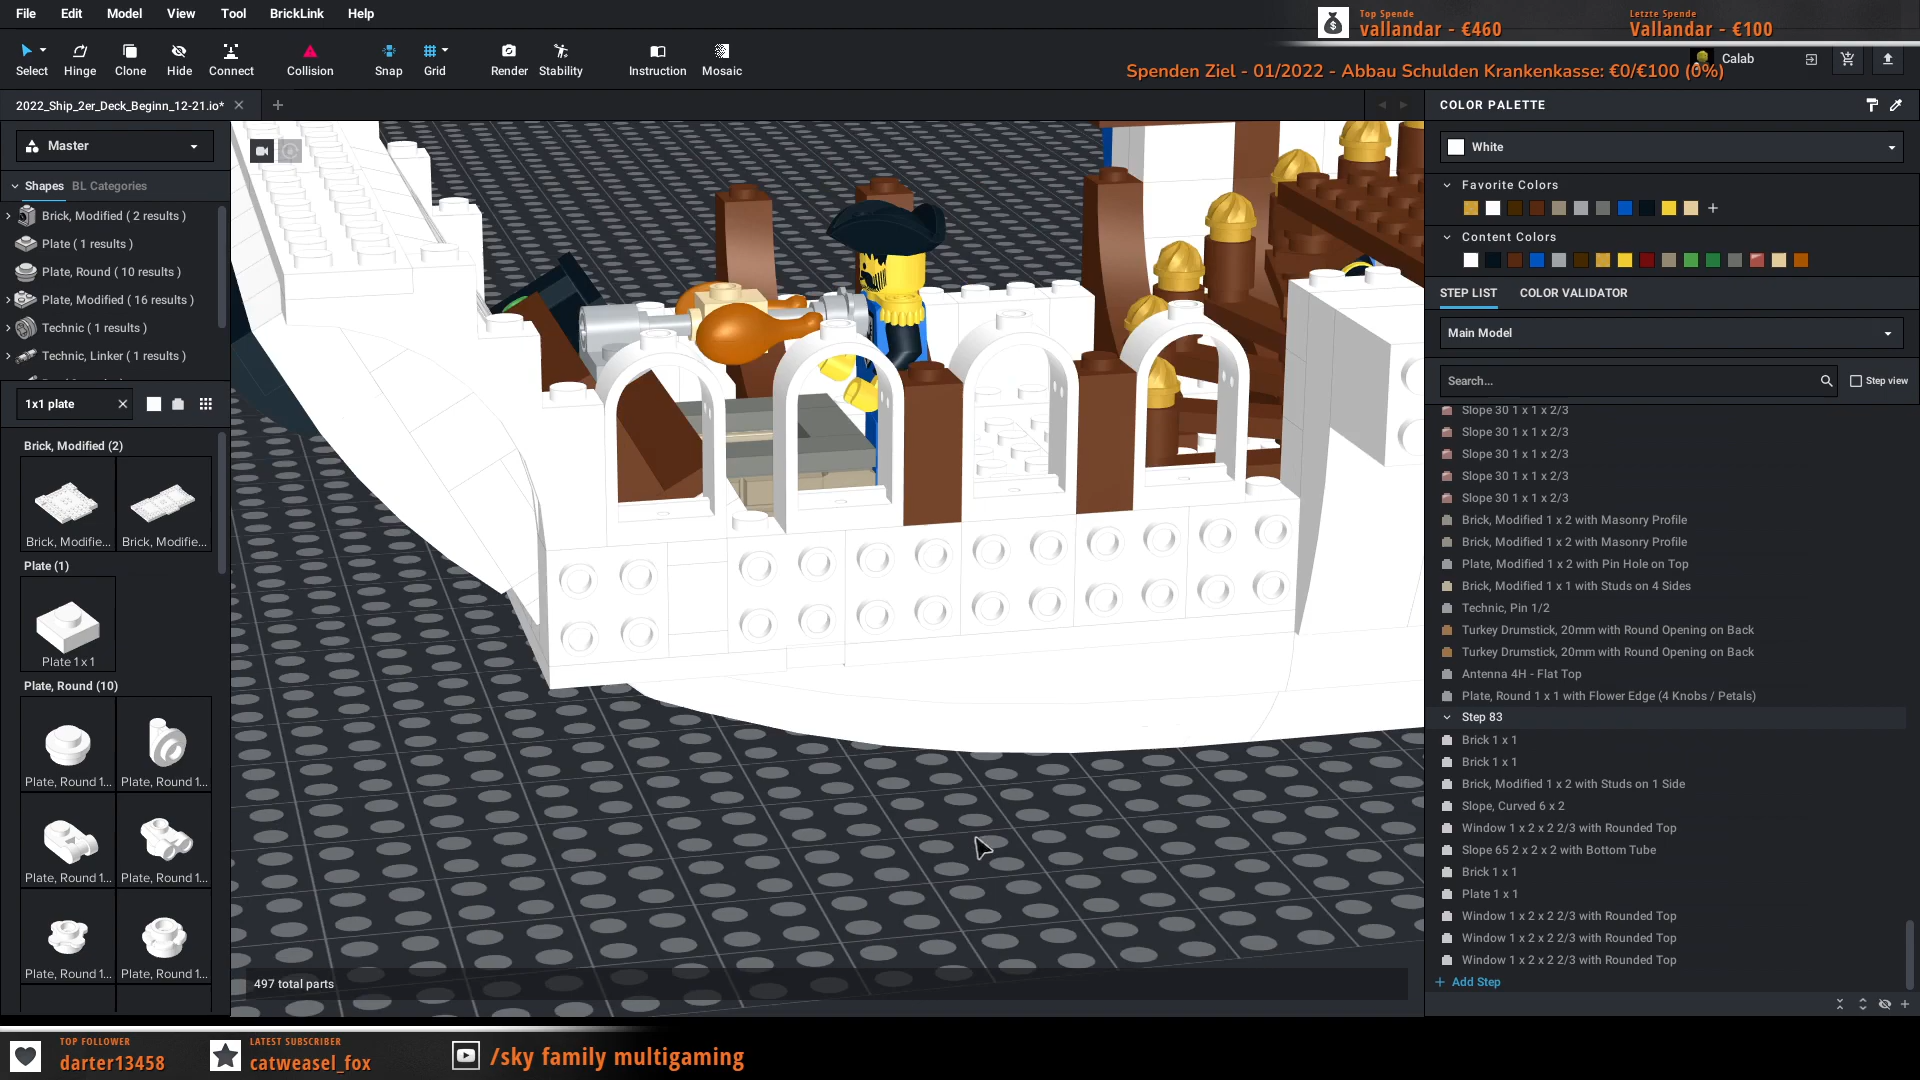 File Edit Model View Tool BrickLink Help
Top Spende
vallandar - €460
Letzte Spende
Vallandar - €100
Select Hinge Clone Hide Connect Collision Snap Grid Render Stability Instruction Mosaic
Spenden Ziel - 01/2022 - Abbau Schulden Krankenkasse: €0/€100 (0%)
Calab
2022_Ship_2er_Deck_Beginn_12-21.io*
Master
Shapes BL Categories
Brick, Modified ( 2 results )
Plate ( 1 results )
Plate, Round ( 10 results )
Plate, Modified ( 16 results )
Technic ( 1 results )
Technic, Linker ( 1 results )
1x1 plate
Brick, Modified (2)
Brick, Modifie... Brick, Modifie...
Plate (1)
Plate 1 x 1
Plate, Round (10)
Plate, Round 1... Plate, Round 1...
Plate, Round 1... Plate, Round 1...
Plate, Round 1... Plate, Round 1...
497 total parts
COLOR PALETTE
White
Favorite Colors
Content Colors
STEP LIST COLOR VALIDATOR
Main Model
Search... Step view
Slope 30 1 x 1 x 2/3
Slope 30 1 x 1 x 2/3
Slope 30 1 x 1 x 2/3
Slope 30 1 x 1 x 2/3
Slope 30 1 x 1 x 2/3
Brick, Modified 1 x 2 with Masonry Profile
Brick, Modified 1 x 2 with Masonry Profile
Plate, Modified 1 x 2 with Pin Hole on Top
Brick, Modified 1 x 1 with Studs on 4 Sides
Technic, Pin 1/2
Turkey Drumstick, 20mm with Round Opening on Back
Turkey Drumstick, 20mm with Round Opening on Back
Antenna 4H - Flat Top
Plate, Round 1 x 1 with Flower Edge (4 Knobs / Petals)
Step 83
Brick 1 x 1
Brick 1 x 1
Brick, Modified 1 x 2 with Studs on 1 Side
Slope, Curved 6 x 2
Window 1 x 2 x 2 2/3 with Rounded Top
Slope 65 2 x 2 x 2 with Bottom Tube
Brick 1 x 1
Plate 1 x 1
Window 1 x 2 x 2 2/3 with Rounded Top
Window 1 x 2 x 2 2/3 with Rounded Top
Window 1 x 2 x 2 2/3 with Rounded Top
+ Add Step
TOP FOLLOWER
darter13458
LATEST SUBSCRIBER
catweasel_fox
/sky family multigaming